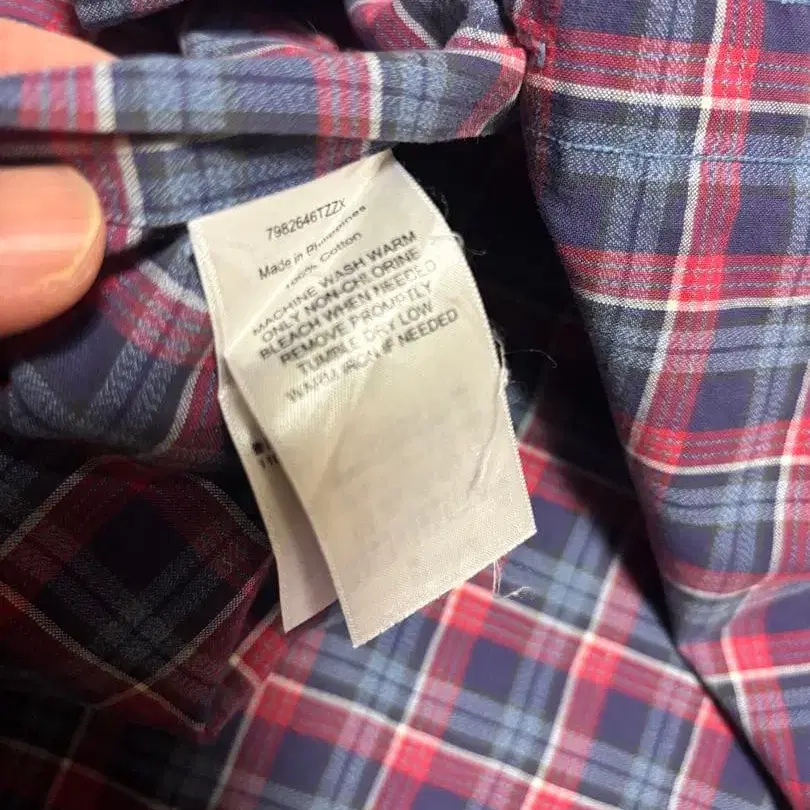 7982646TZZX
Made in Philippines
100% Cotton
MACHINE WASH WARM
ONLY NON-CHLORINE
BLEACH WHEN NEEDED
REMOVE PROMPTLY
TUMBLE DRY LOW
WARM IRON IF NEEDED